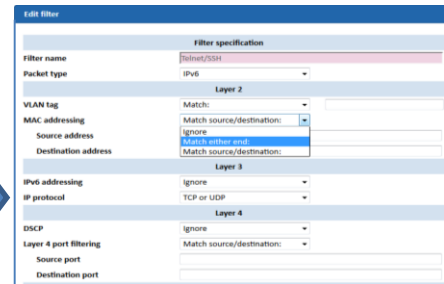 Edit filter
Filter specification
Filter name Telnet/SSH
Packet type IPv6
Layer 2
VLAN tag Match:
MAC addressing Match source/destination:
Ignore
Source address Match either end:
Destination address Match source/destination:
Layer 3
IPv6 addressing Ignore
IP protocol TCP or UDP
Layer 4
DSCP Ignore
Layer 4 port filtering Match source/destination:
Source port
Destination port